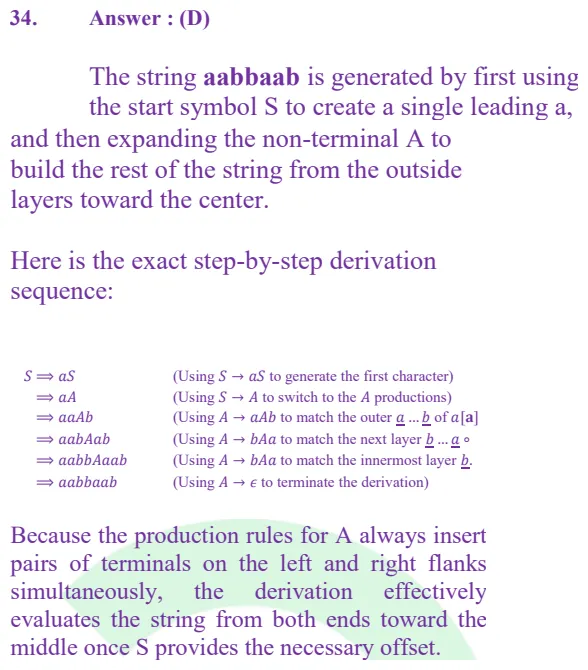 34. Answer : (D)
The string aabbaab is generated by first using
the start symbol S to create a single leading a,
and then expanding the non-terminal A to
build the rest of the string from the outside
layers toward the center.
Here is the exact step-by-step derivation
sequence:
S ⟹ aS (Using S → aS to generate the first character)
⟹ aA (Using S → A to switch to the A productions)
⟹ aaAb (Using A → aAb to match the outer a ... b of a[a]
⟹ aabAab (Using A → bAa to match the next layer b ... a ∘
⟹ aabbAaab (Using A → bAa to match the innermost layer b.
⟹ aabbaab (Using A → ϵ to terminate the derivation)
Because the production rules for A always insert
pairs of terminals on the left and right flanks
simultaneously, the derivation effectively
evaluates the string from both ends toward the
middle once S provides the necessary offset.